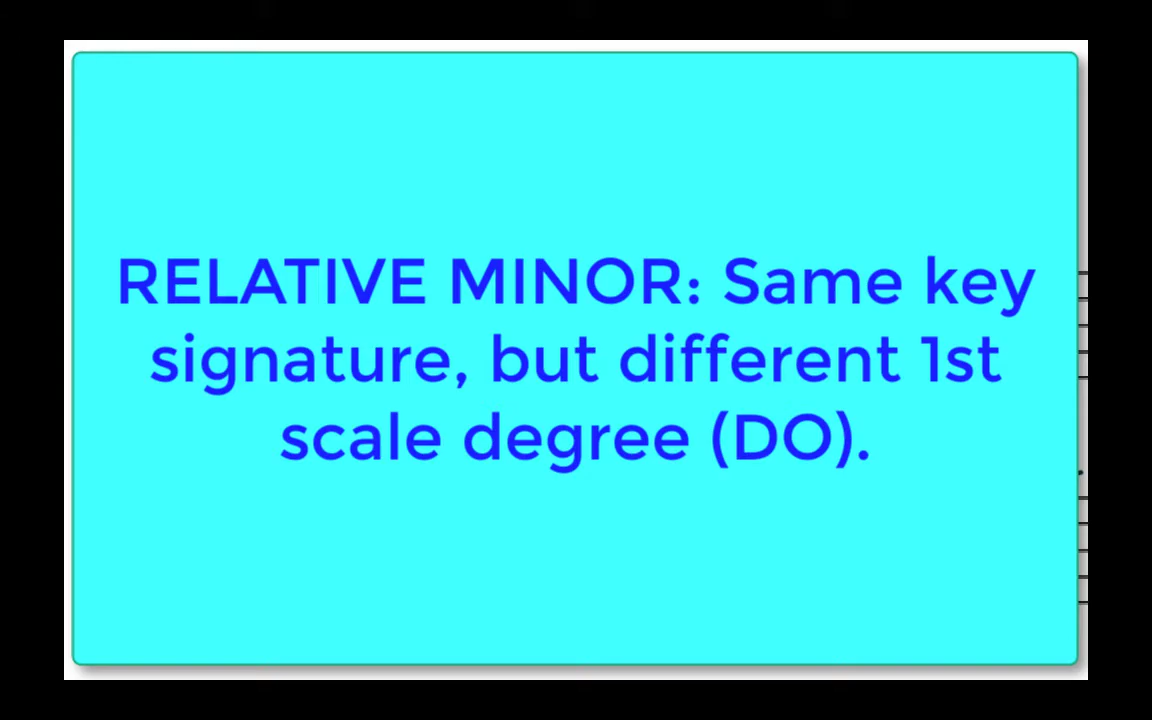 RELATIVE MINOR: Same key
signature, but different 1st
scale degree (DO).